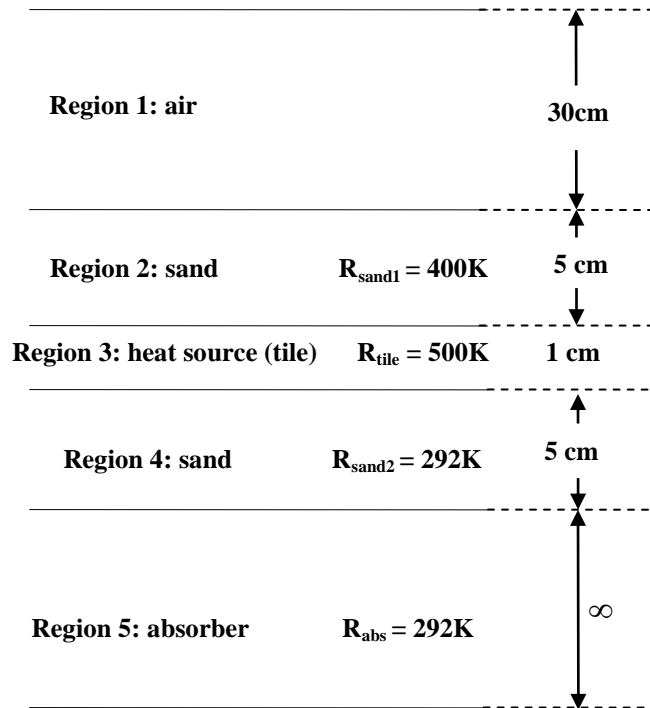 Region 1: air
30cm
Region 2: sand R_sand1 = 400K 5 cm
Region 3: heat source (tile) R_tile = 500K 1 cm
Region 4: sand R_sand2 = 292K 5 cm
∞
Region 5: absorber R_abs = 292K